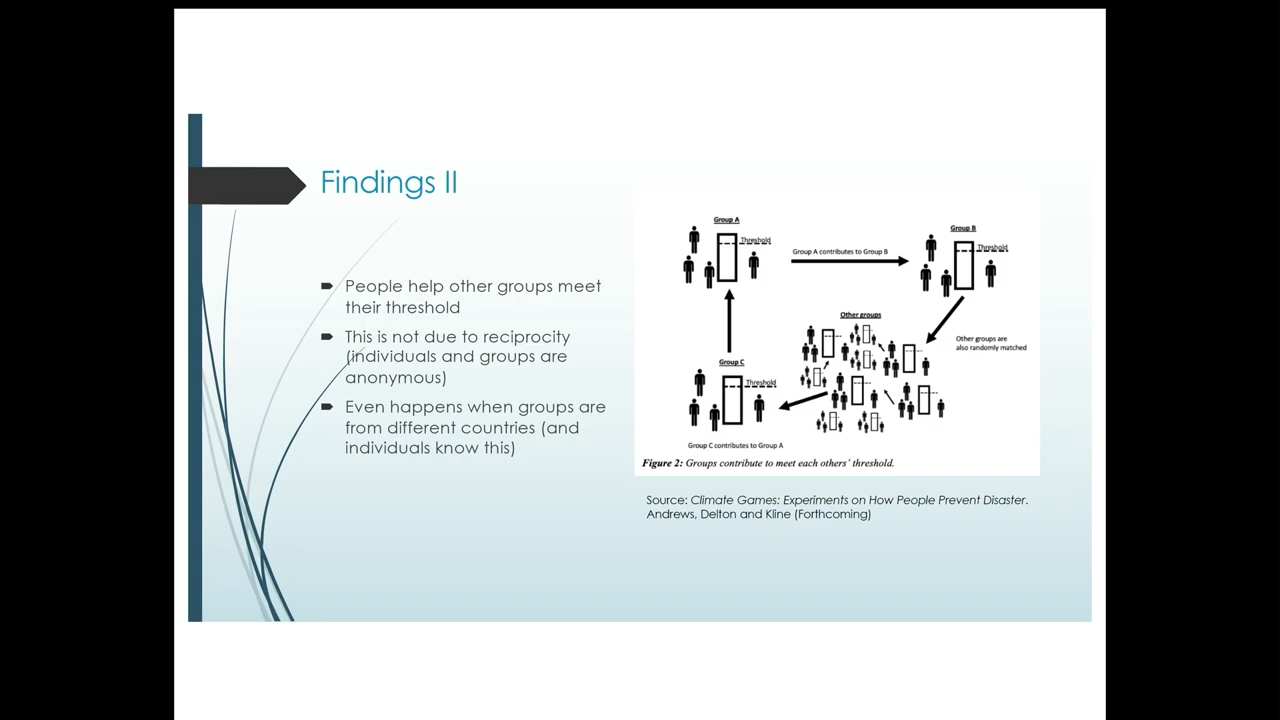 Findings II
People help other groups meet
their threshold
This is not due to reciprocity
(individuals and groups are
anonymous)
Even happens when groups are
from different countries (and
individuals know this)
Group A
Threshold
Group A contributes to Group B
Group B
Threshold
Other groups
Other groups are
also randomly matched
Group C
Threshold
Group C contributes to Group A
Figure 2: Groups contribute to meet each others' threshold.
Source: Climate Games: Experiments on How People Prevent Disaster.
Andrews, Delton and Kline (Forthcoming)